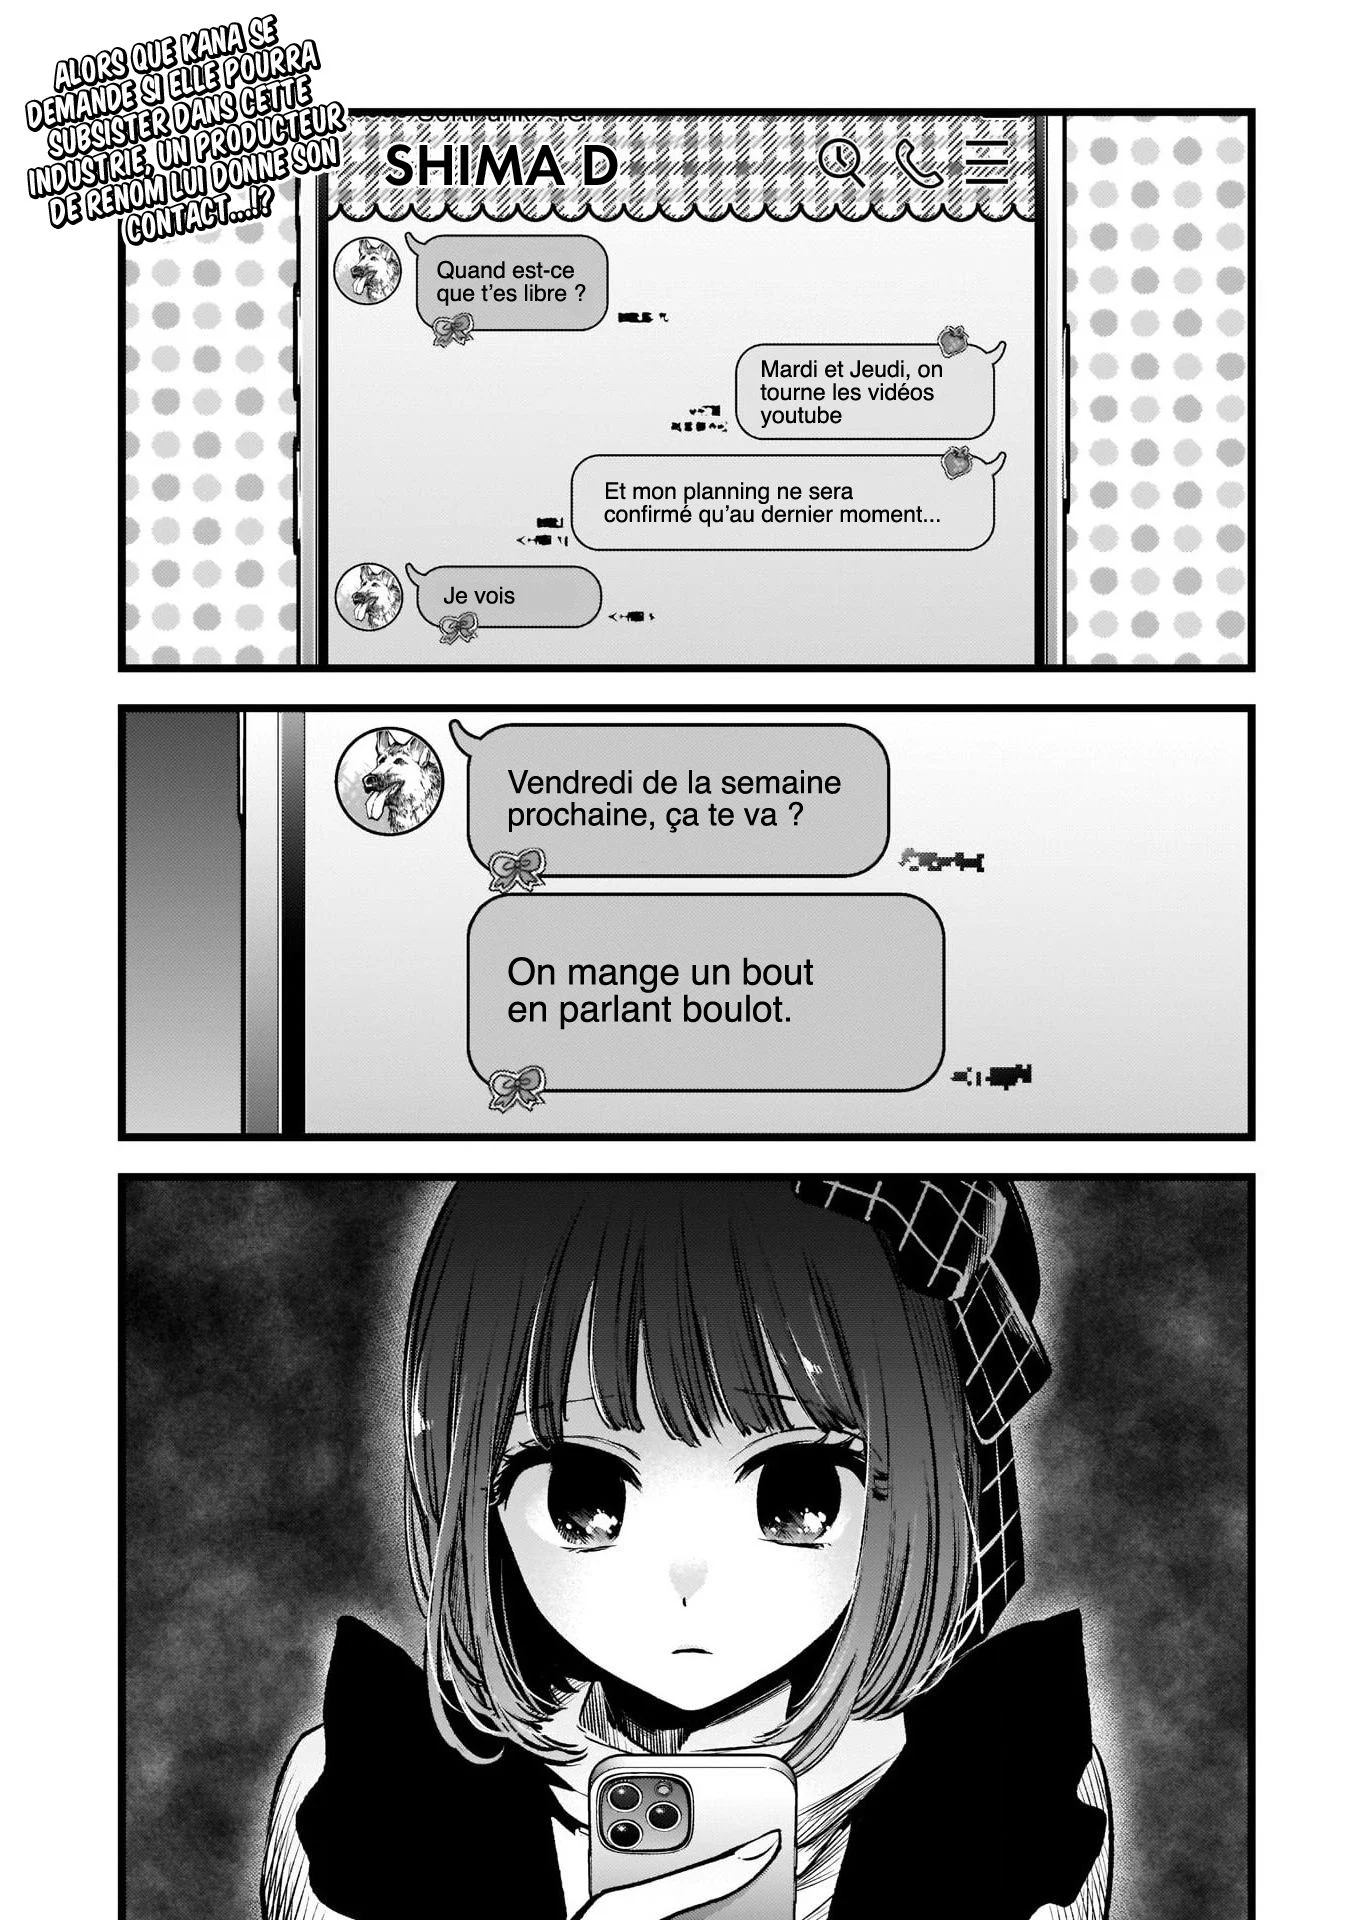 ALORS QUE KANA SE
DEMANDE SI ELLE POURRA
SUBSISTER DANS CETTE
INDUSTRIE, UN PRODUCTEUR
DE RENOM LUI DONNE SON
CONTACT...!?
SHIMA D
Quand est-ce
que t'es libre ?
Mardi et Jeudi, on
tourne les vidéos
youtube
Et mon planning ne sera
confirmé qu'au dernier moment...
Je vois
Vendredi de la semaine
prochaine, ça te va ?
On mange un bout
en parlant boulot.